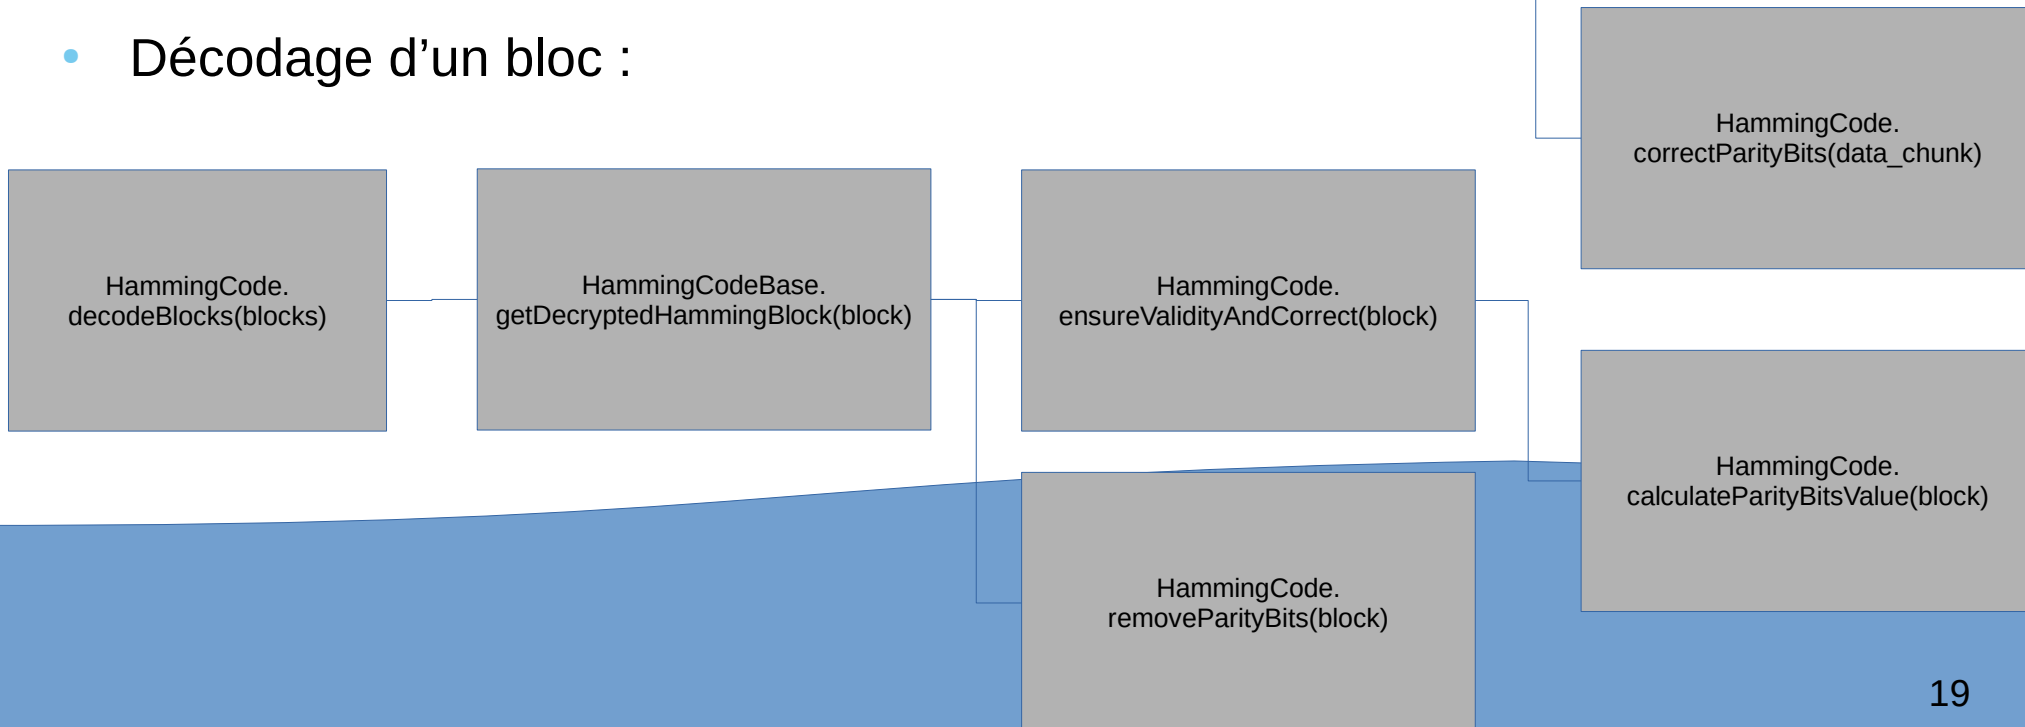 Décodage d’un bloc :
HammingCode.
correctParityBits(data_chunk)
HammingCode.
decodeBlocks(blocks)
HammingCodeBase.
getDecryptedHammingBlock(block)
HammingCode.
ensureValidityAndCorrect(block)
HammingCode.
calculateParityBitsValue(block)
HammingCode.
removeParityBits(block)
19